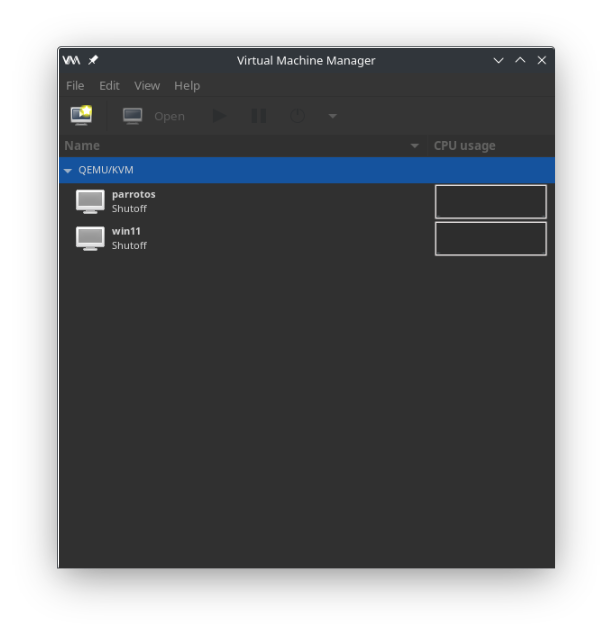 Virtual Machine Manager
File Edit View Help
Open
Name CPU usage
QEMU/KVM
parrotos
Shutoff
win11
Shutoff